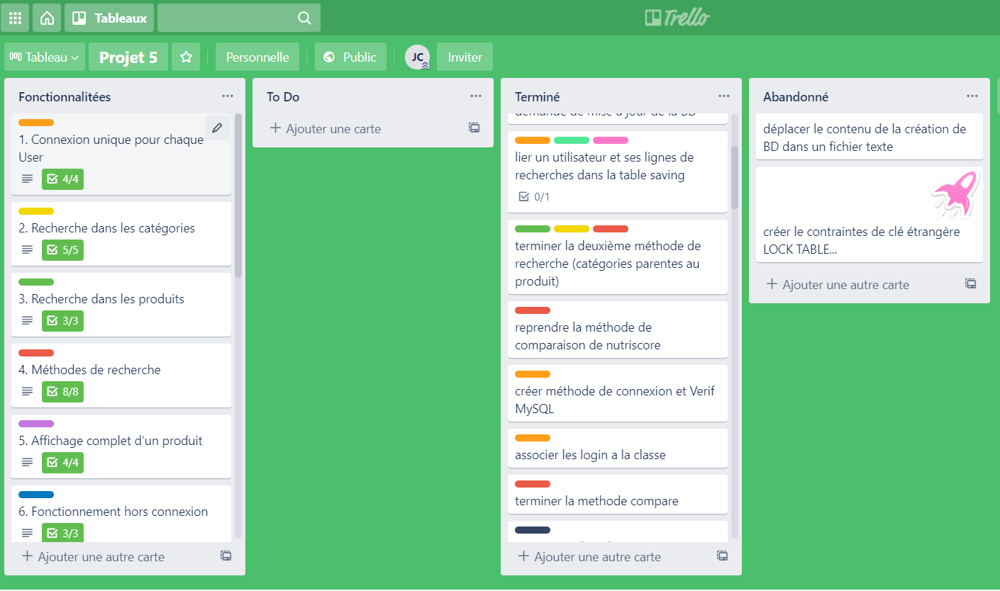 Tableaux
Trello
Tableau
Projet 5
Personnelle
Public
JC
Inviter
Fonctionnalitées
1. Connexion unique pour chaque
User
4/4
2. Recherche dans les catégories
5/5
3. Recherche dans les produits
3/3
4. Méthodes de recherche
8/8
5. Affichage complet d'un produit
4/4
6. Fonctionnement hors connexion
3/3
Ajouter une autre carte
To Do
Ajouter une carte
Terminé
demande de mise a jour de la BD
lier un utilisateur et ses lignes de
recherches dans la table saving
0/1
terminer la deuxième méthode de
recherche (catégories parentes au
produit)
reprendre la méthode de
comparaison de nutriscore
créer méthode de connexion et Verif
MySQL
associer les login a la classe
terminer la methode compare
Ajouter une autre carte
Abandonné
déplacer le contenu de la création de
BD dans un fichier texte
créer le contraintes de clé étrangère
LOCK TABLE...
Ajouter une autre carte